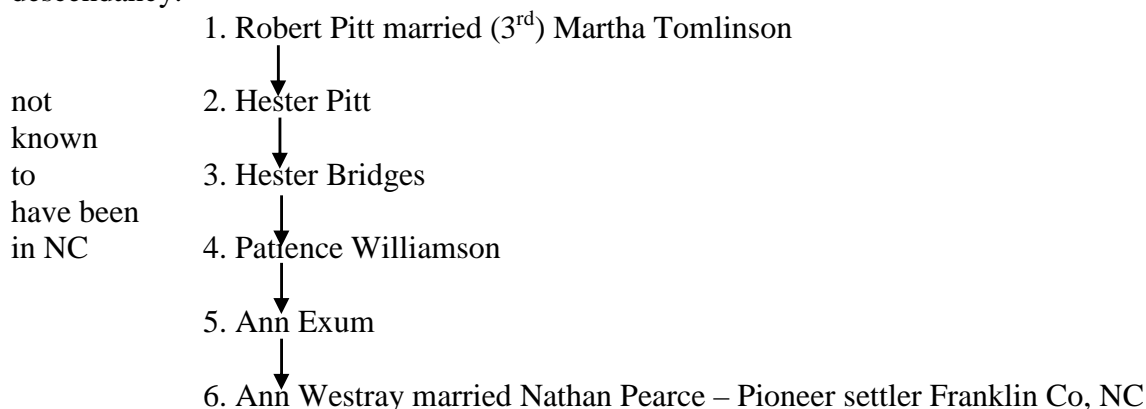 descendancy.
1. Robert Pitt married (3rd) Martha Tomlinson
not 2. Hester Pitt
known
to 3. Hester Bridges
have been
in NC 4. Patience Williamson
5. Ann Exum
6. Ann Westray married Nathan Pearce – Pioneer settler Franklin Co, NC